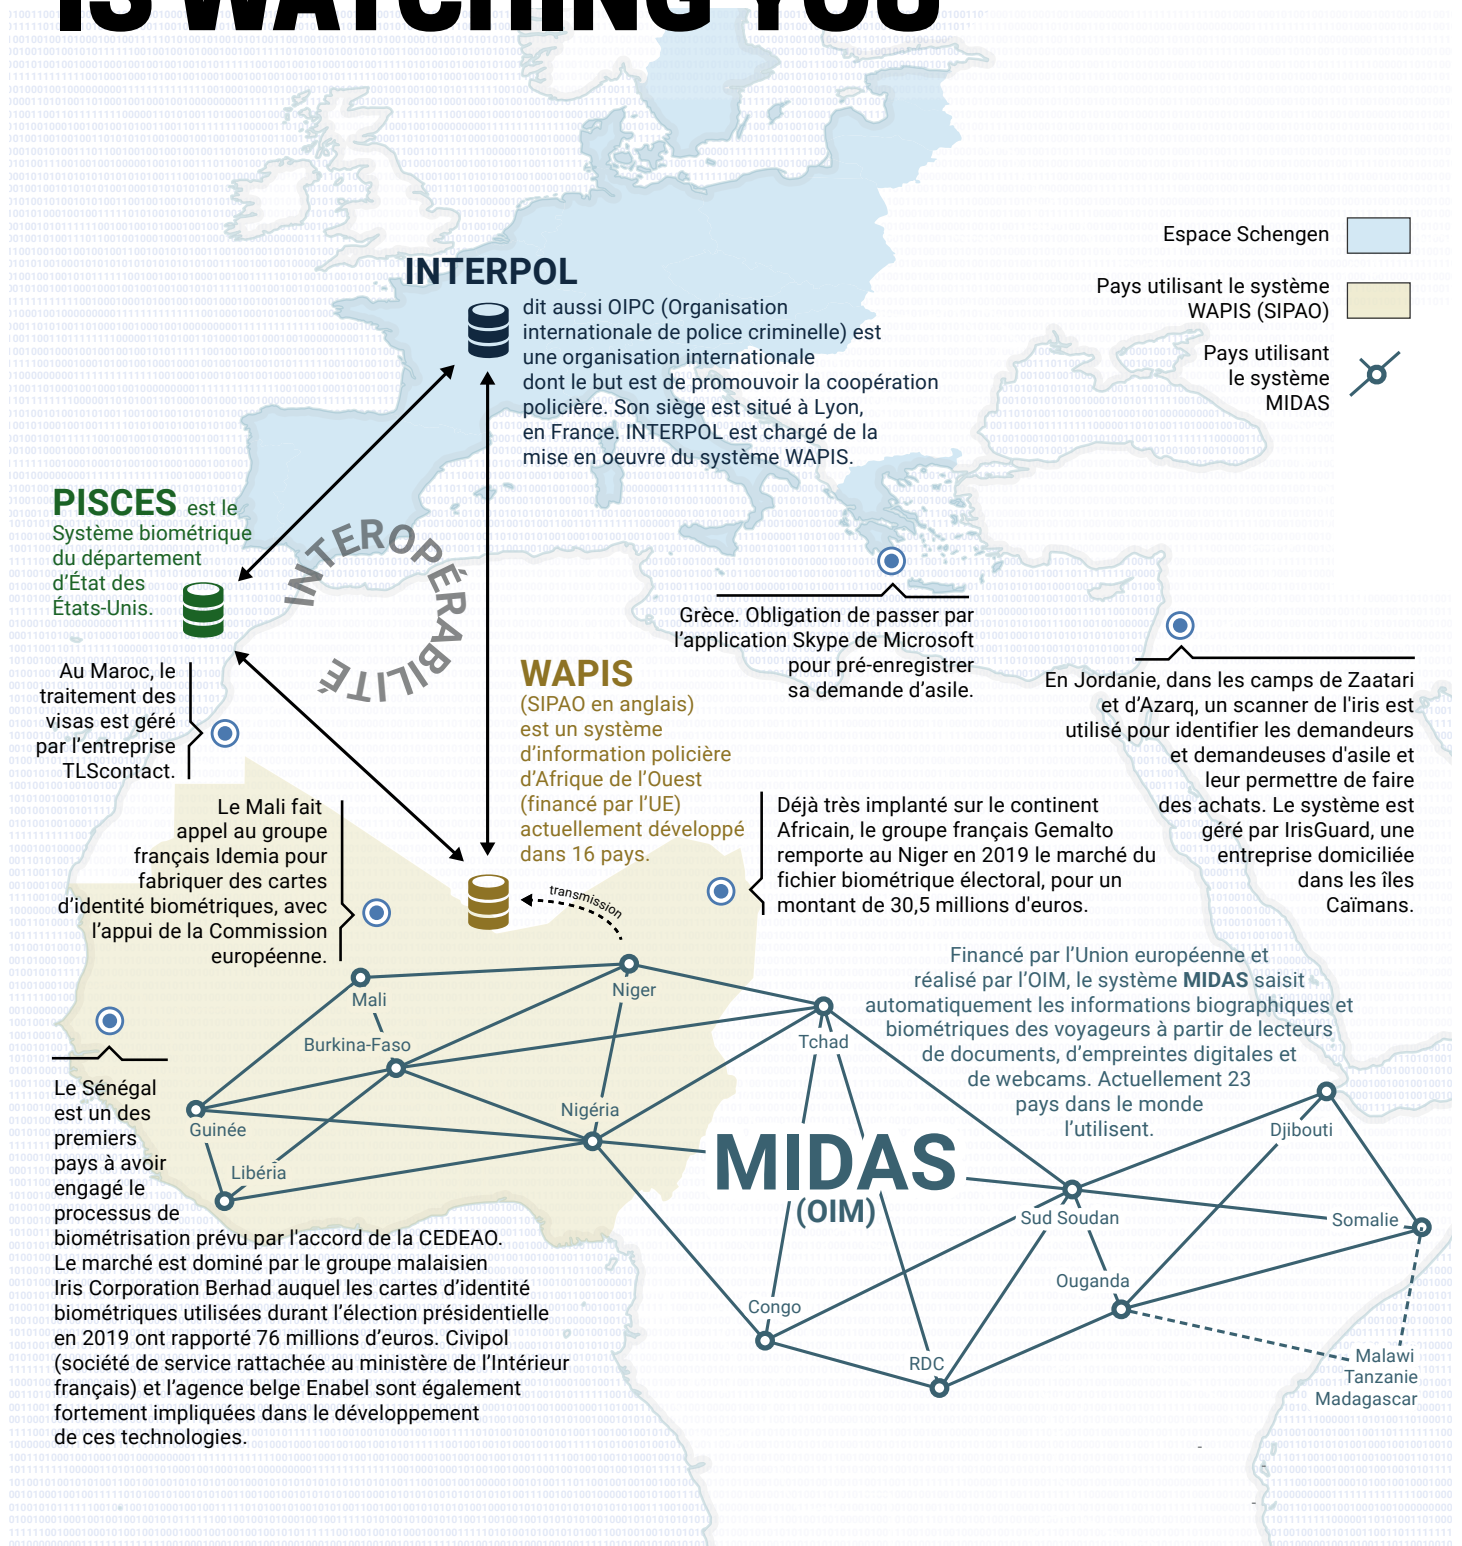 IS WATCHING YOU
Espace Schengen
Pays utilisant le système
WAPIS (SIPAO)
Pays utilisant
le système
MIDAS
INTERPOL
dit aussi OIPC (Organisation
internationale de police criminelle) est
une organisation internationale
dont le but est de promouvoir la coopération
policière. Son siège est situé à Lyon,
en France. INTERPOL est chargé de la
mise en oeuvre du système WAPIS.
PISCES est le
Système biométrique
du département
d'État des
États-Unis.
INTEROPÉRABILITÉ
Grèce. Obligation de passer par
l'application Skype de Microsoft
pour pré-enregistrer
sa demande d'asile.
En Jordanie, dans les camps de Zaatari
et d'Azarq, un scanner de l'iris est
utilisé pour identifier les demandeurs
et demandeuses d'asile et
leur permettre de faire
des achats. Le système est
géré par IrisGuard, une
entreprise domiciliée
dans les îles
Caïmans.
Au Maroc, le
traitement des
visas est géré
par l'entreprise
TLScontact.
WAPIS
(SIPAO en anglais)
est un système
d'information policière
d'Afrique de l'Ouest
(financé par l'UE)
actuellement développé
dans 16 pays.
Le Mali fait
appel au groupe
français Idemia pour
fabriquer des cartes
d'identité biométriques, avec
l'appui de la Commission
européenne.
transmission
Déjà très implanté sur le continent
Africain, le groupe français Gemalto
remporte au Niger en 2019 le marché du
fichier biométrique électoral, pour un
montant de 30,5 millions d'euros.
Financé par l'Union européenne et
réalisé par l'OIM, le système MIDAS saisit
automatiquement les informations biographiques et
biométriques des voyageurs à partir de lecteurs
de documents, d'empreintes digitales et
de webcams. Actuellement 23
pays dans le monde
l'utilisent.
Mali
Niger
Burkina-Faso
Tchad
Nigéria
Guinée
Libéria
Djibouti
MIDAS
(OIM)
Sud Soudan
Somalie
Ouganda
Congo
RDC
Malawi
Tanzanie
Madagascar
Le Sénégal
est un des
premiers
pays à avoir
engagé le
processus de
biométrisation prévu par l'accord de la CEDEAO.
Le marché est dominé par le groupe malaisien
Iris Corporation Berhad auquel les cartes d'identité
biométriques utilisées durant l'élection présidentielle
en 2019 ont rapporté 76 millions d'euros. Civipol
(société de service rattachée au ministère de l'Intérieur
français) et l'agence belge Enabel sont également
fortement impliquées dans le développement
de ces technologies.